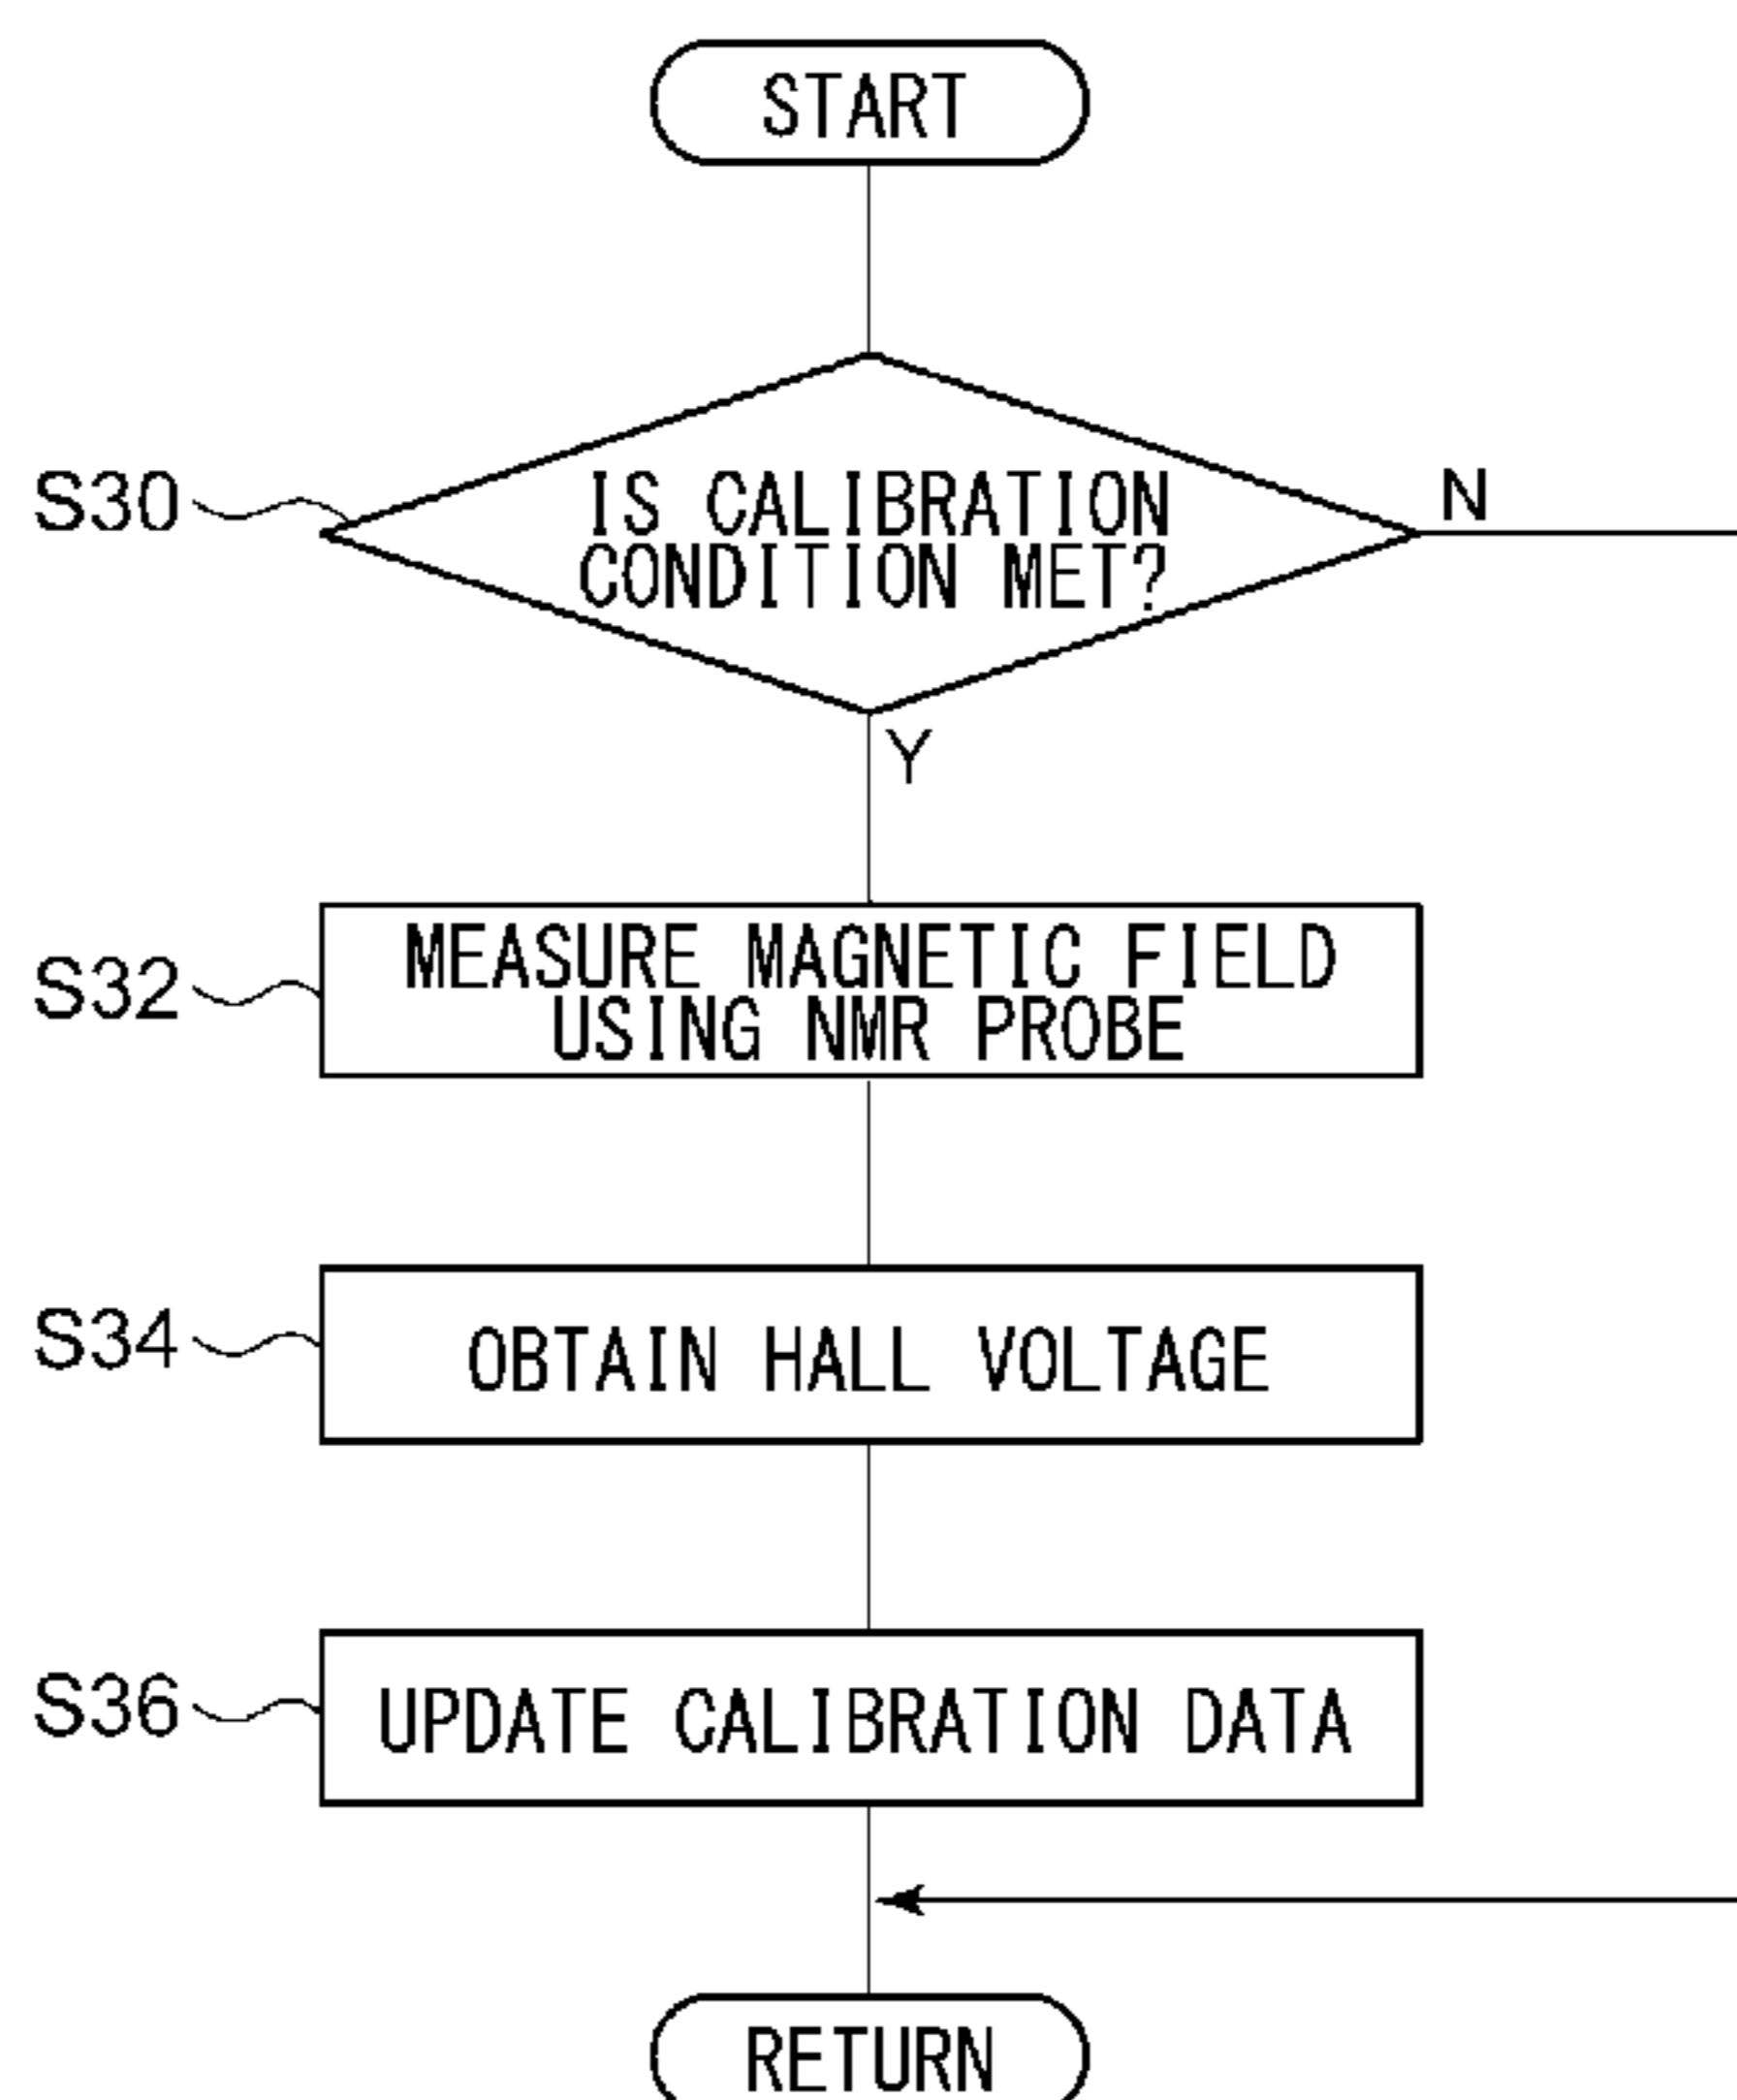 START
S30
IS CALIBRATION
CONDITION MET?
N
Y
S32
MEASURE MAGNETIC FIELD
USING NMR PROBE
S34
OBTAIN HALL VOLTAGE
S36
UPDATE CALIBRATION DATA
RETURN